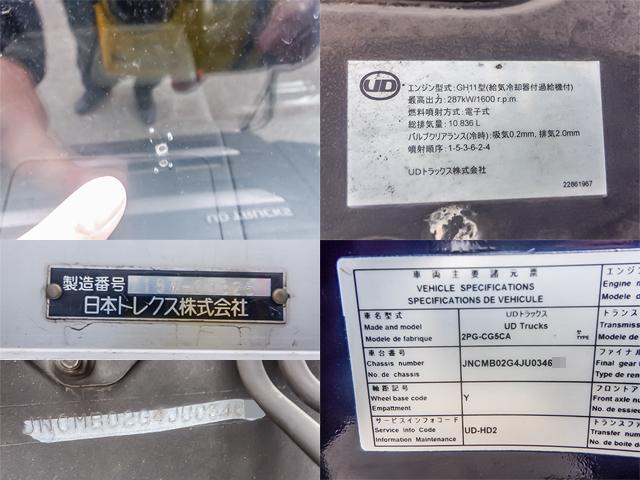 UD TRUCKS
UD
エンジン型式:GH11型(給気冷却器付過給機付)
最高出力:287kW/1600r.p.m.
燃料噴射方式:電子式
総排気量:10.836L
バルブクリアランス(冷時):吸気0.2mm, 排気2.0mm
噴射順序:1-5-3-6-2-4
UDトラックス株式会社
22861967
製造番号
日本トレクス株式会社
JNCMB02G4JU0346
車両主要諸元票
VEHICLE SPECIFICATIONS
SPECIFICATIONS DE VEHICULE
車名型式
Made and model
Modele de fabrique
UDトラックス
UD Trucks
2PG-CG5CA
型
TYPE
車台番号
Chassis number
No. de chassis
JNCMB02G4JU0346
軸距記号
Wheel base code
Empattment
Y
サービスインフォコード
Service info Code
Information Maintenance
UD-HD2
エンジン
Engine m
Modele d
トランス
Transmiss
Modele de
ファイナル
Final gear
Type de re
フロントア
Front axle nu
No. de essieu
トランスフ
Transfer numb
No. de boite d